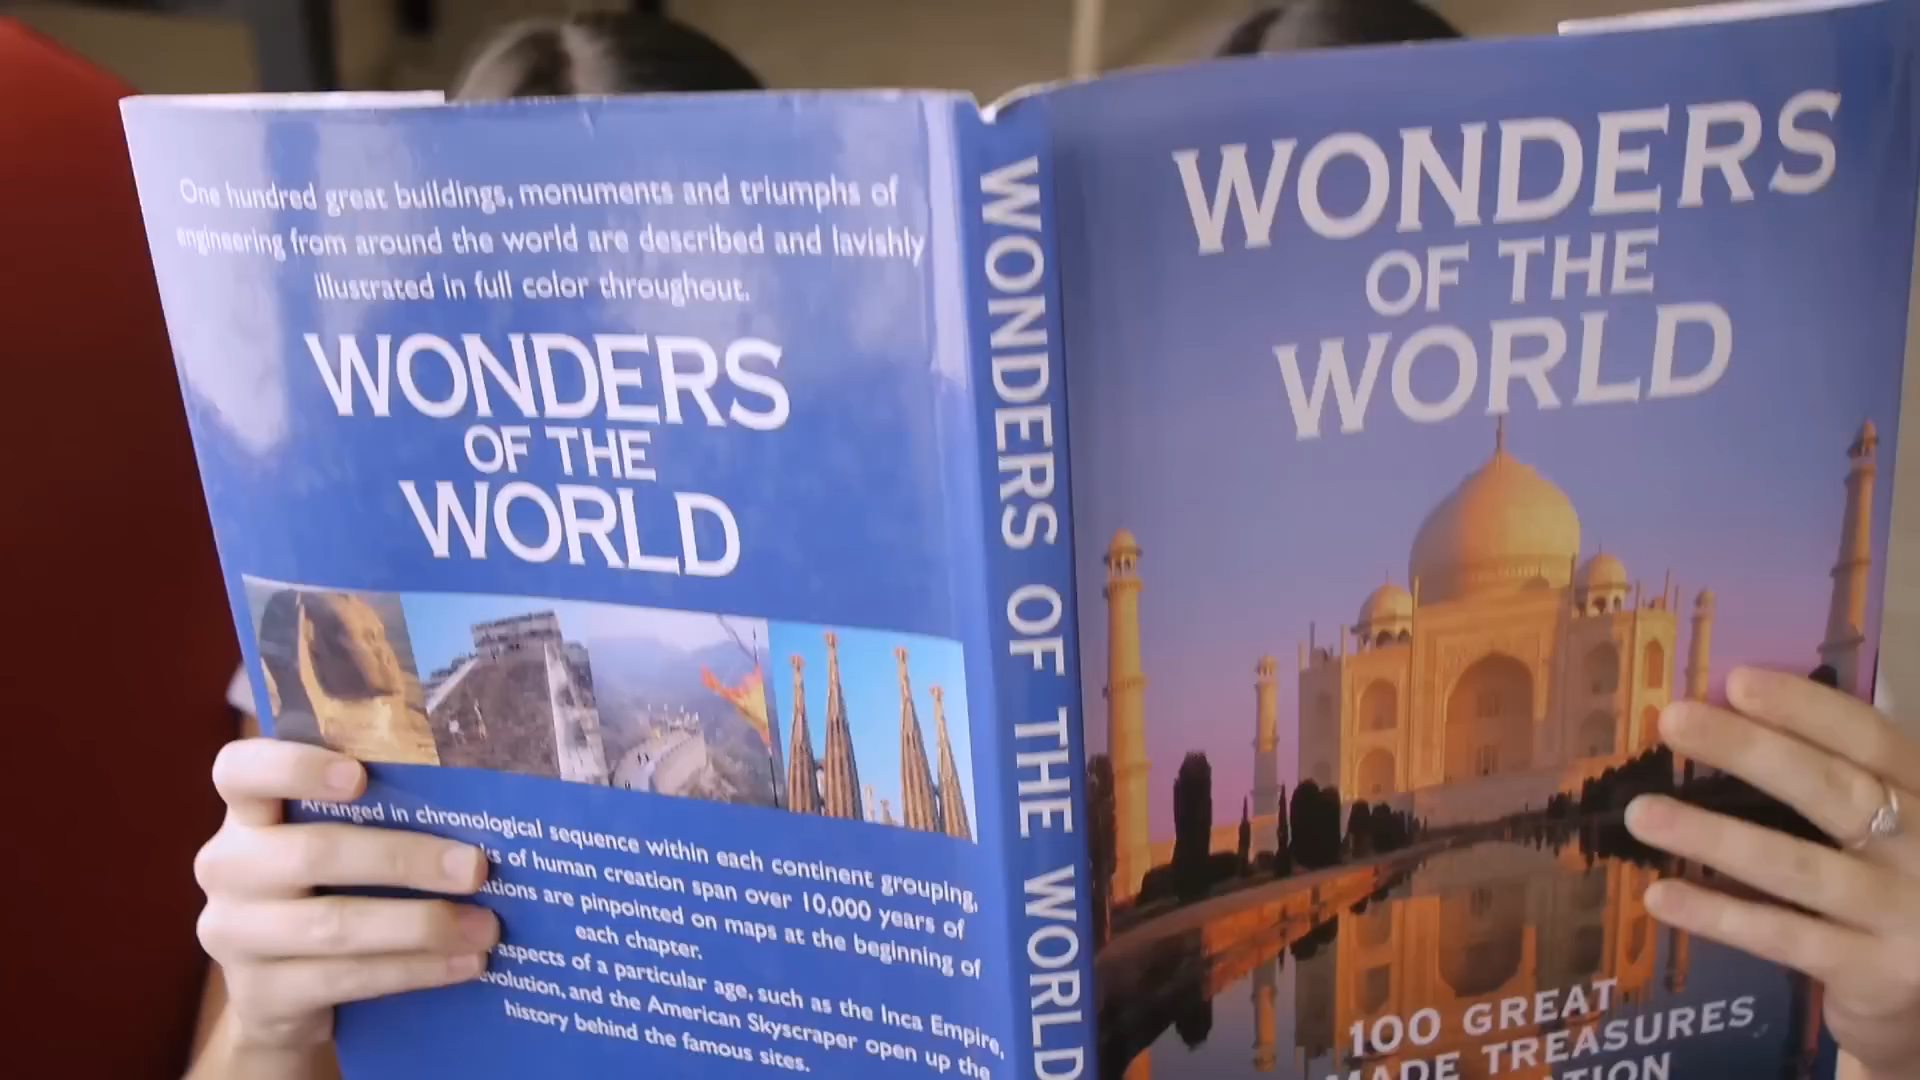 One hundred great buildings, monuments and triumphs of
engineering from around the world are described and lavishly
illustrated in full color throughout.
WONDERS
OF THE
WORLD
Arranged in chronological sequence within each continent grouping,
of human creation span over 10,000 years of
are pinpointed on maps at the beginning of
each chapter.
aspects of a particular age, such as the Inca Empire,
and the American Skyscraper open up the
history behind the famous sites.
WONDERS OF THE WORLD
WONDERS
OF THE
WORLD
100 GREAT
TREASURES